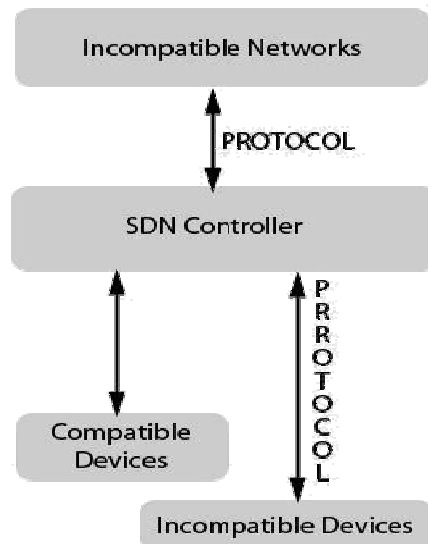 Incompatible Networks
PROTOCOL
SDN Controller
PRROTOCOL
Compatible
Devices
Incompatible Devices